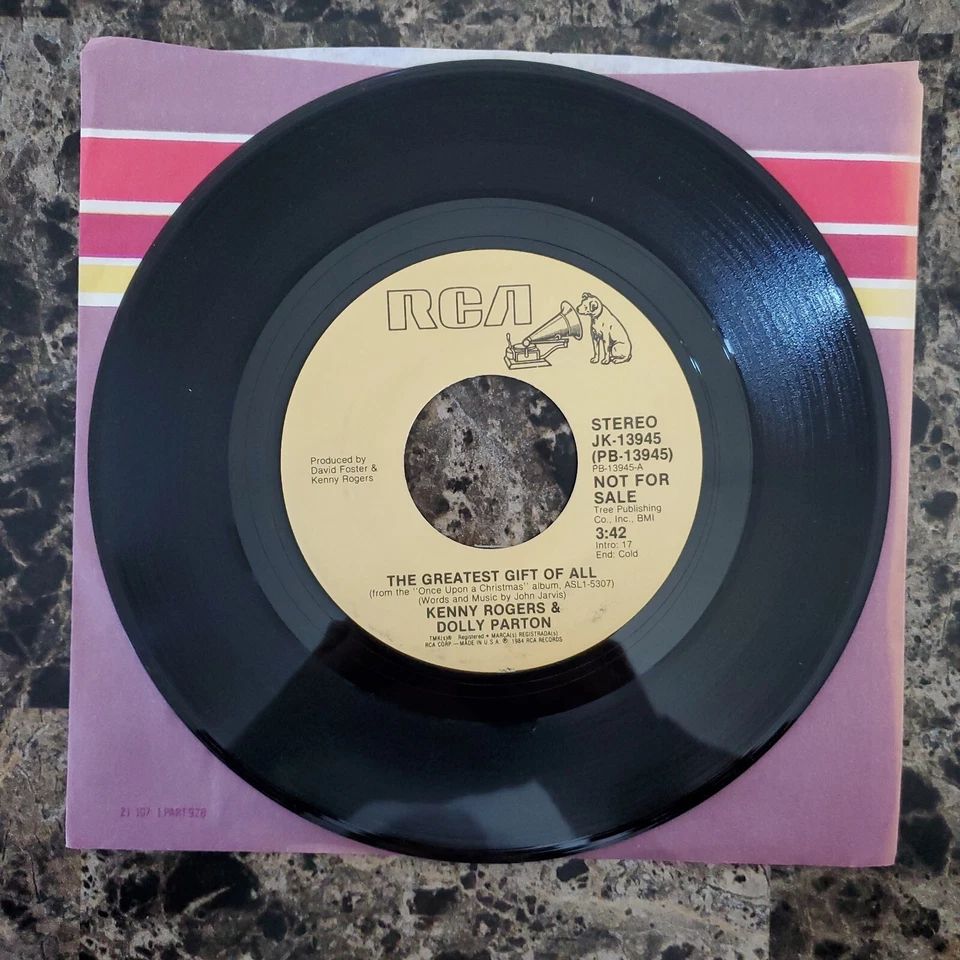 RCA
Produced by
David Foster &
Kenny Rogers
STEREO
JK-13945
(PB-13945)
PB-13945-A
NOT FOR
SALE
Tree Publishing
Co., Inc., BMI
3:42
Intro: 17
End: Cold
THE GREATEST GIFT OF ALL
(from the "Once Upon a Christmas" album, ASL1-5307)
(Words and Music by John Jarvis)
KENNY ROGERS &
DOLLY PARTON
TMK(s)® Registered • MARCA(s) REGISTRADA(s)
RCA CORP.—MADE IN U.S.A. ℗ 1984 RCA RECORDS